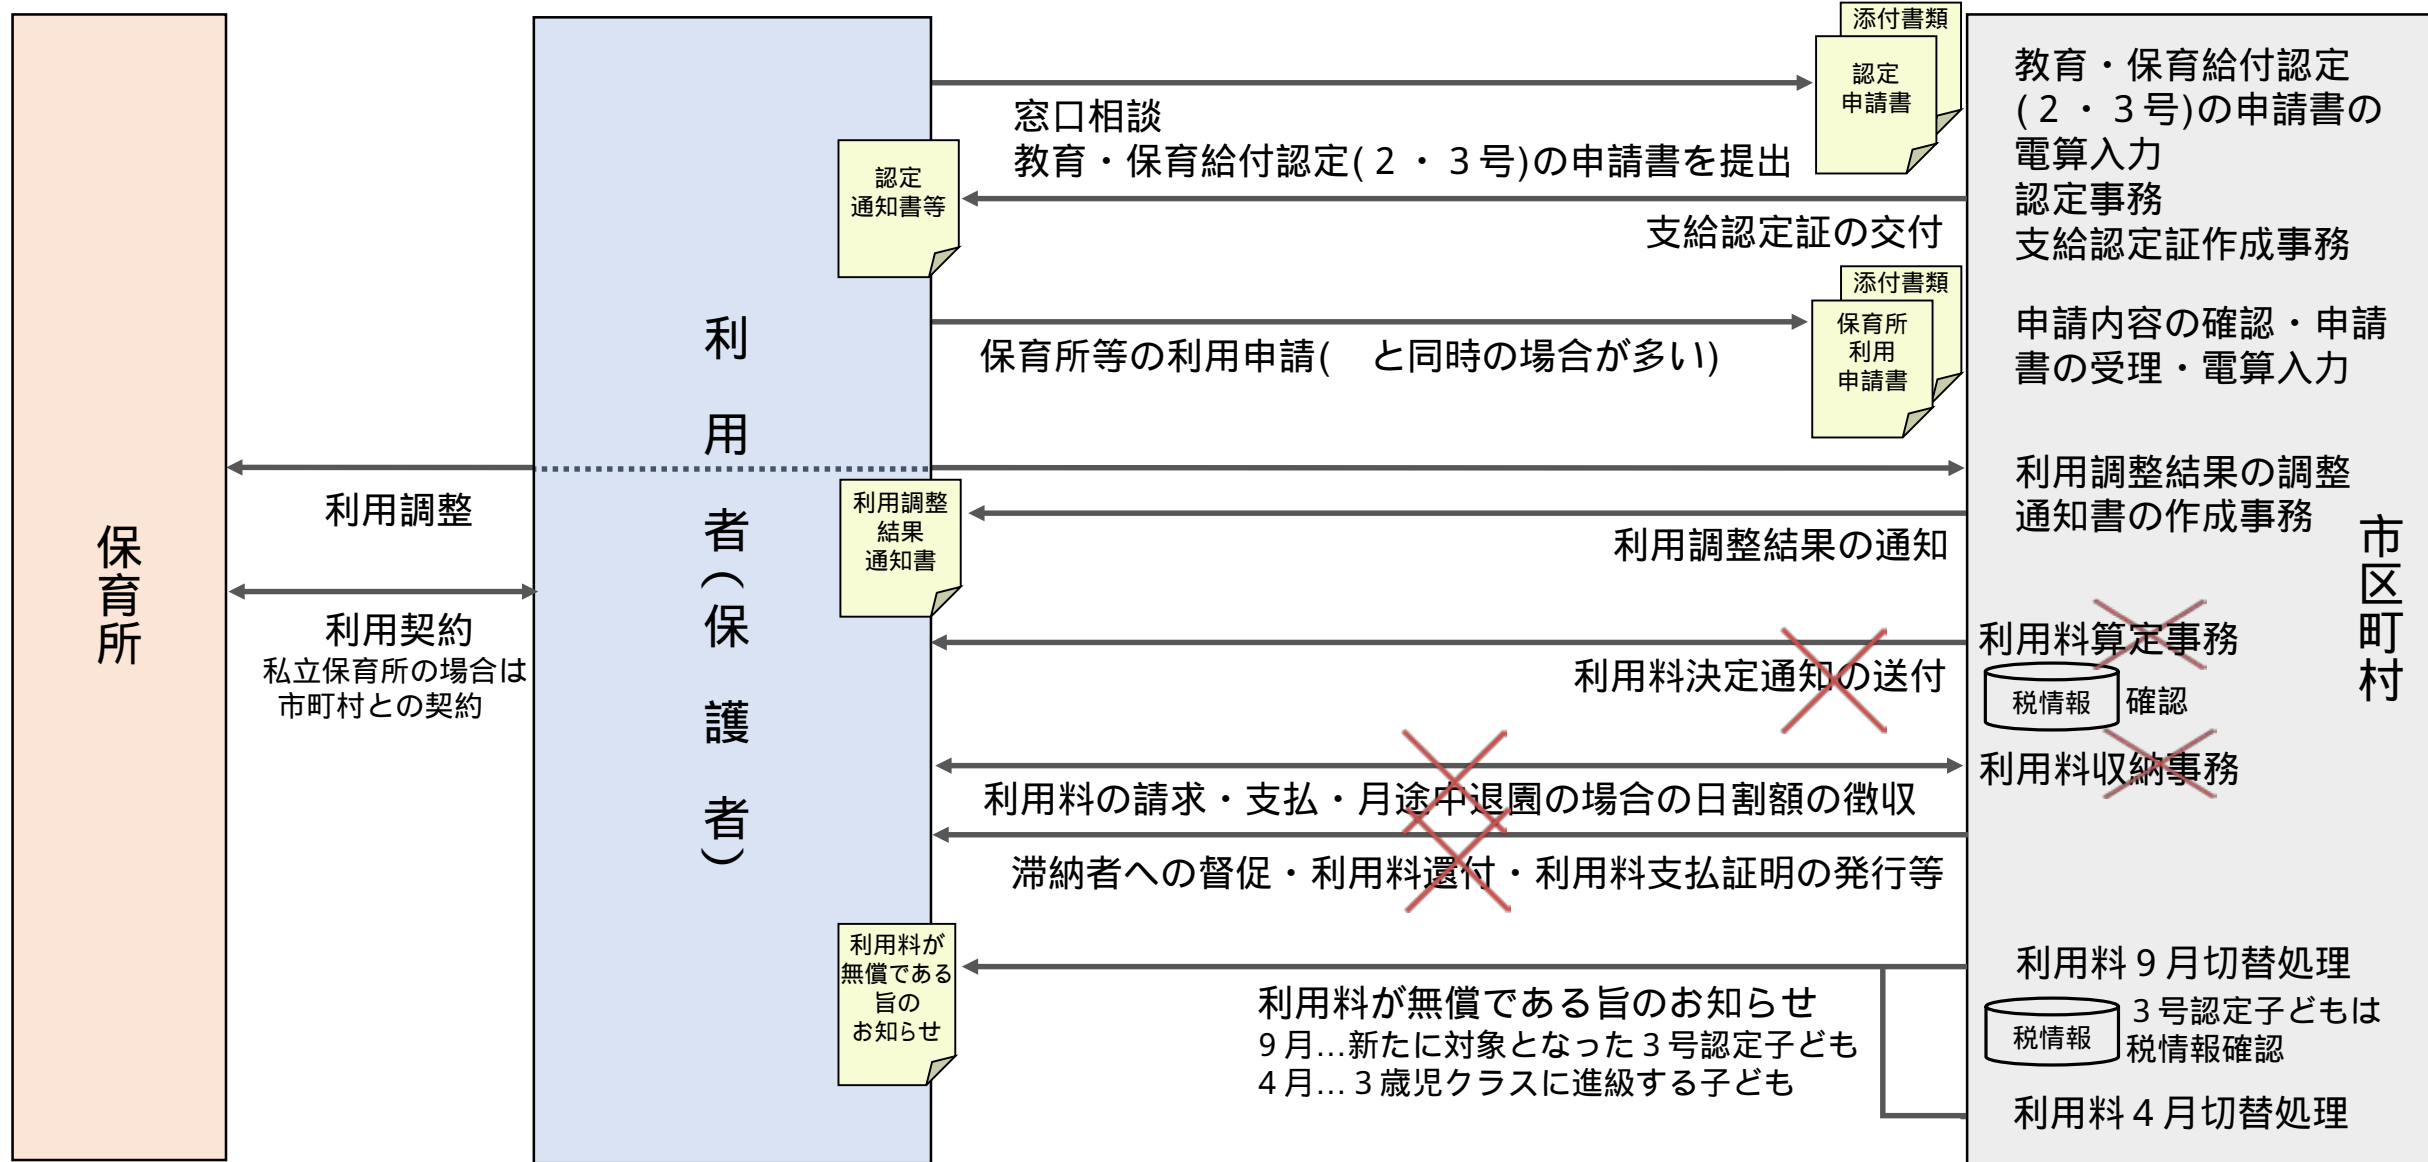 保育所
利用者(保護者)
市区町村
添付書類
認定
申請書
窓口相談
教育・保育給付認定(２・３号)の申請書を提出
教育・保育給付認定
(２・３号)の申請書の
電算入力
認定事務
支給認定証作成事務
認定
通知書等
支給認定証の交付
添付書類
保育所
利用
申請書
保育所等の利用申請(　と同時の場合が多い)
申請内容の確認・申請
書の受理・電算入力
利用調整
利用調整結果の調整
通知書の作成事務
利用調整
結果
通知書
利用調整結果の通知
利用契約
私立保育所の場合は
市町村との契約
利用料算定事務
利用料決定通知の送付
税情報
確認
利用料収納事務
利用料の請求・支払・月途中退園の場合の日割額の徴収
滞納者への督促・利用料還付・利用料支払証明の発行等
利用料が
無償である
旨の
お知らせ
利用料が無償である旨のお知らせ
９月…新たに対象となった３号認定子ども
４月…３歳児クラスに進級する子ども
利用料９月切替処理
税情報
３号認定子どもは
税情報確認
利用料４月切替処理